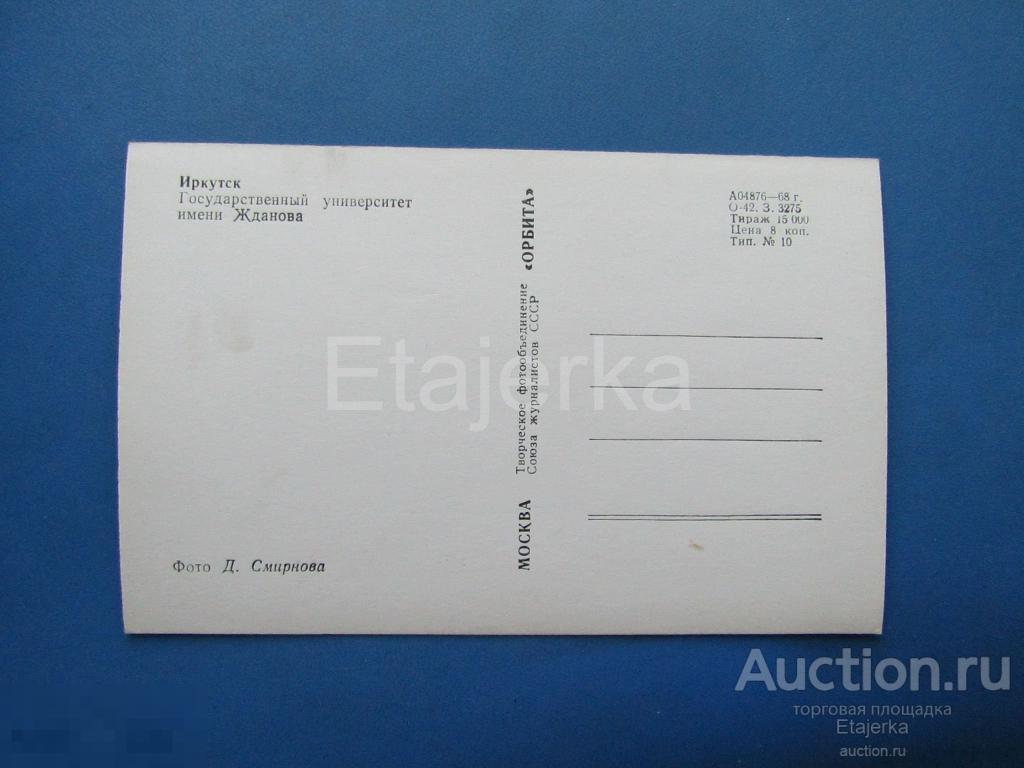 Иркутск
Государственный университет
имени Жданова
А04876—68 г.
О-42. З. 3275
Тираж 15 000
Цена 8 коп.
Тип. № 10
МОСКВА
Творческое фотообъединение
Союза журналистов СССР
«ОРБИТА»
Фото Д. Смирнова
Etajerka
Auction.ru
торговая площадка
Etajerka
auction.ru